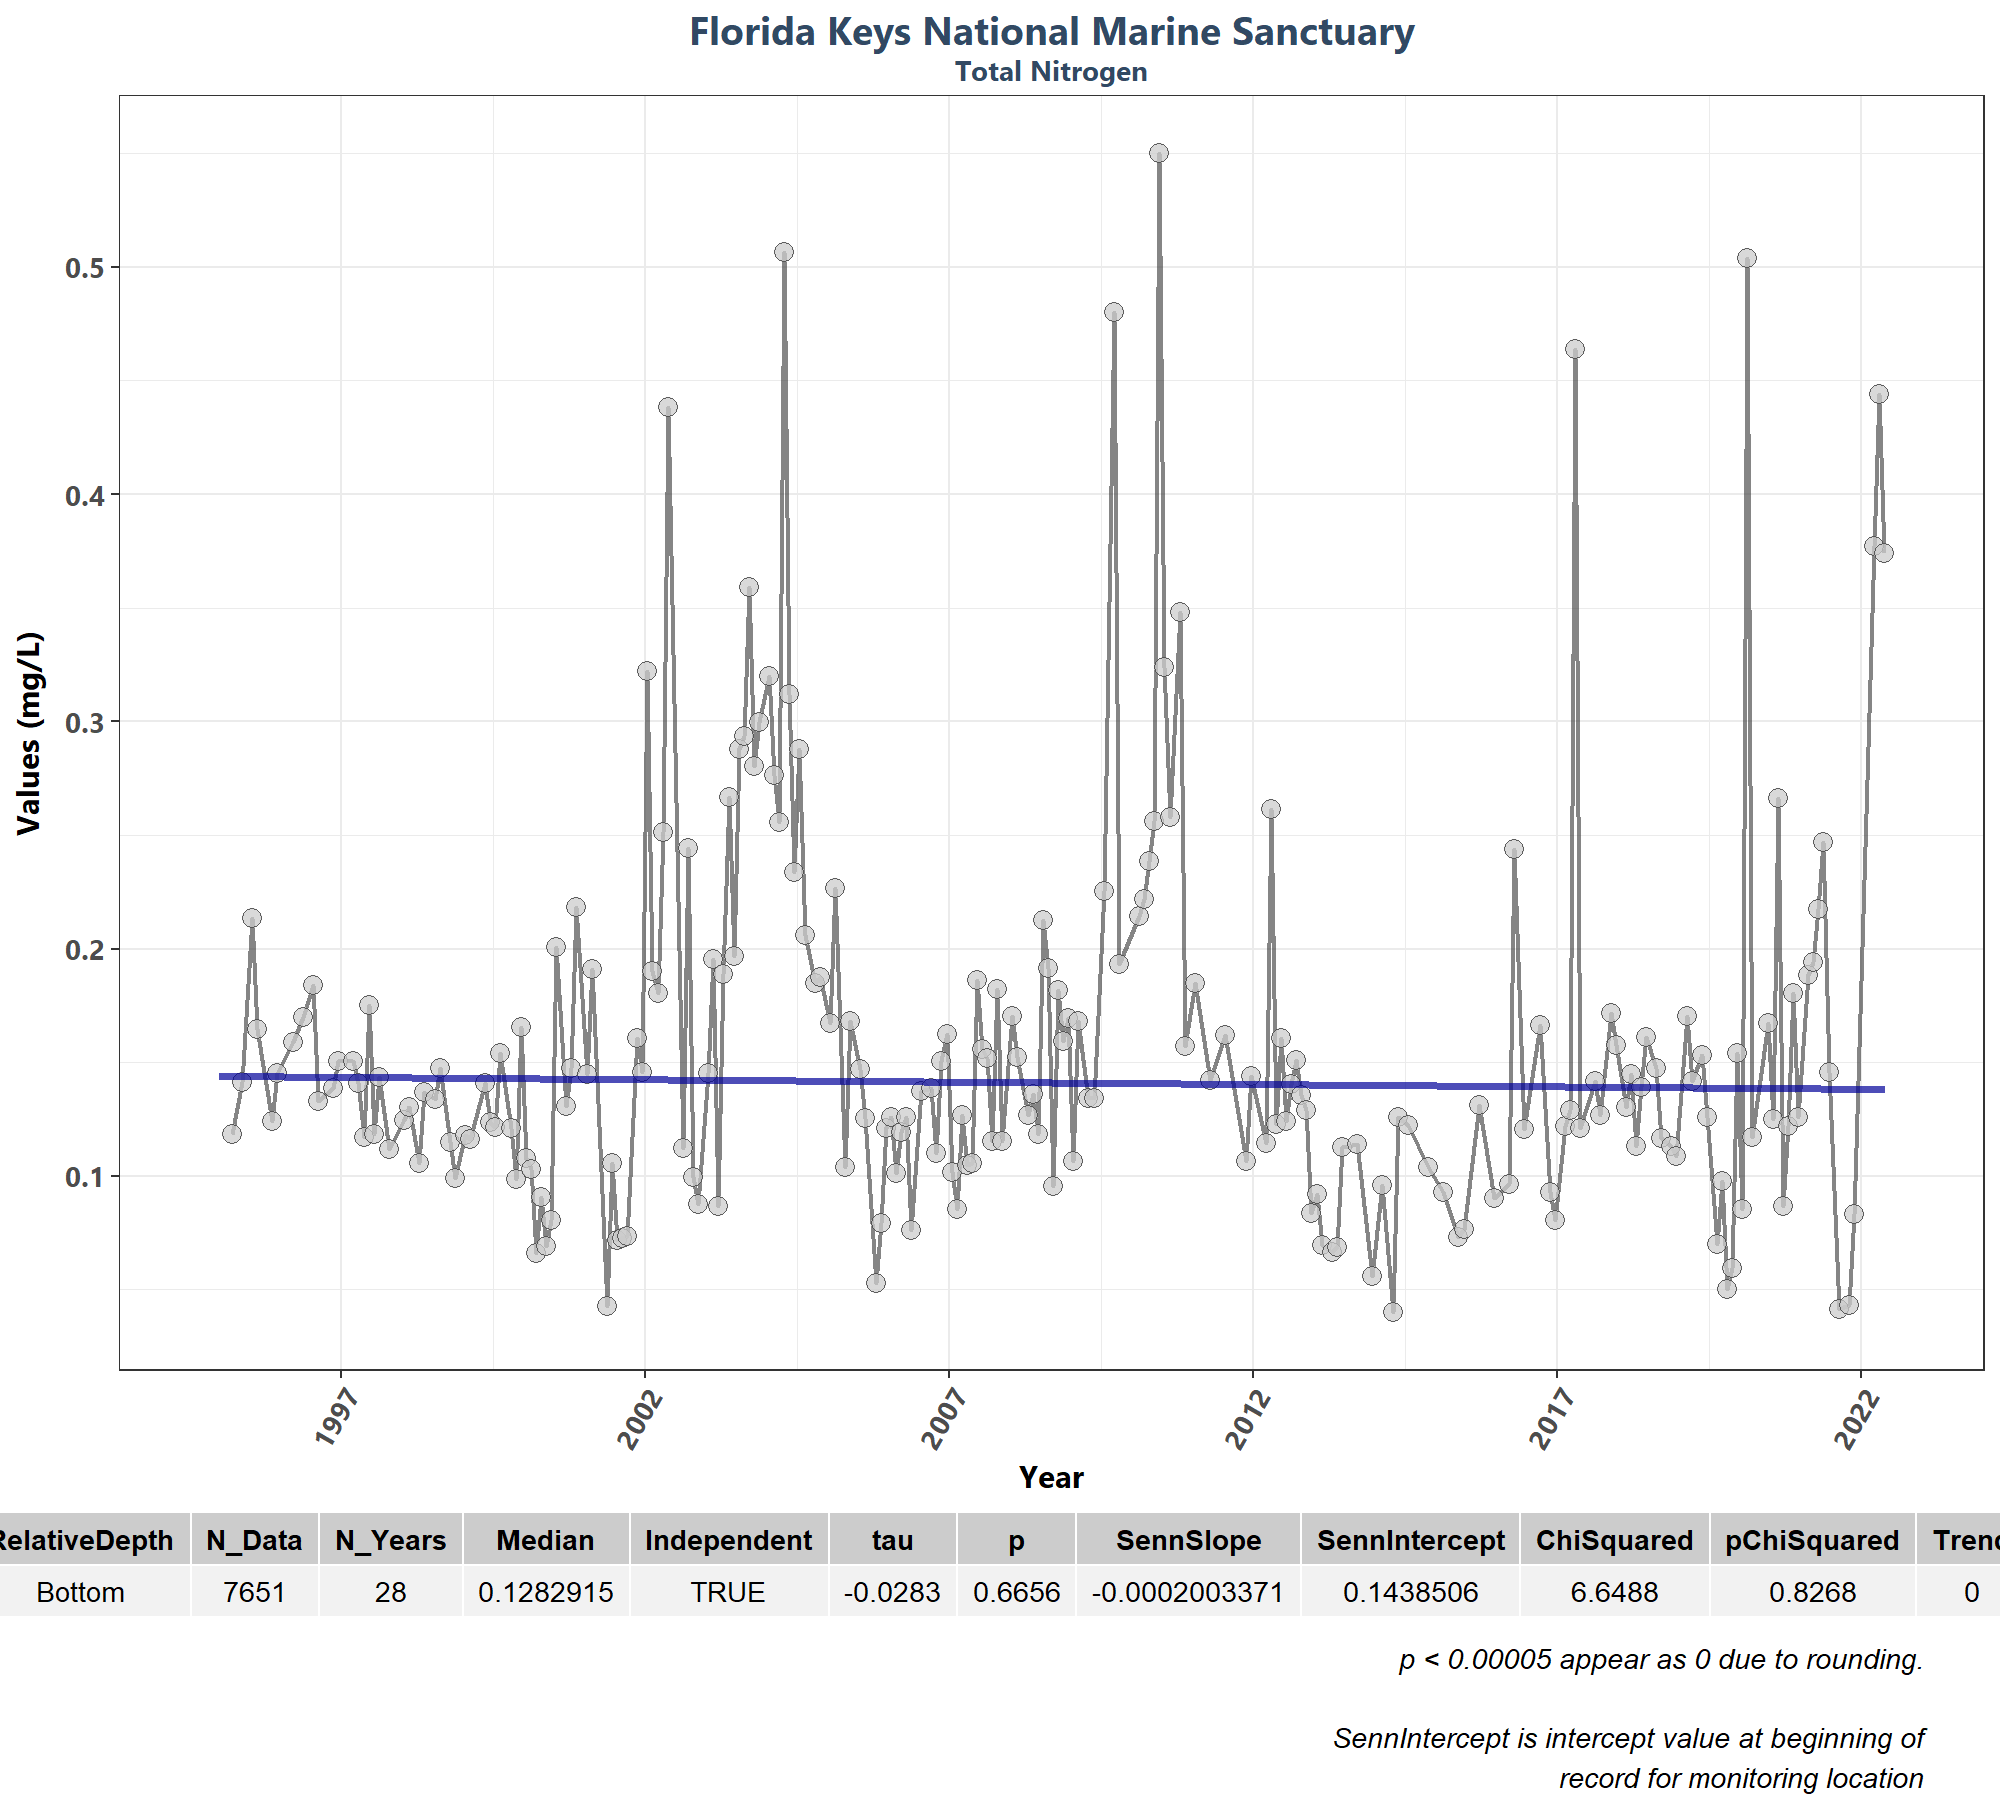 Florida Keys National Marine Sanctuary
Total Nitrogen
Values (mg/L)
0.5
0.4
0.3
0.2
0.1
1997 2002 2007 2012 2017 2022
Year
RelativeDepth N_Data N_Years Median Independent tau p SennSlope SennIntercept ChiSquared pChiSquared Trend
Bottom 7651 28 0.1282915 TRUE -0.0283 0.6656 -0.0002003371 0.1438506 6.6488 0.8268 0
p < 0.00005 appear as 0 due to rounding.
SennIntercept is intercept value at beginning of
record for monitoring location